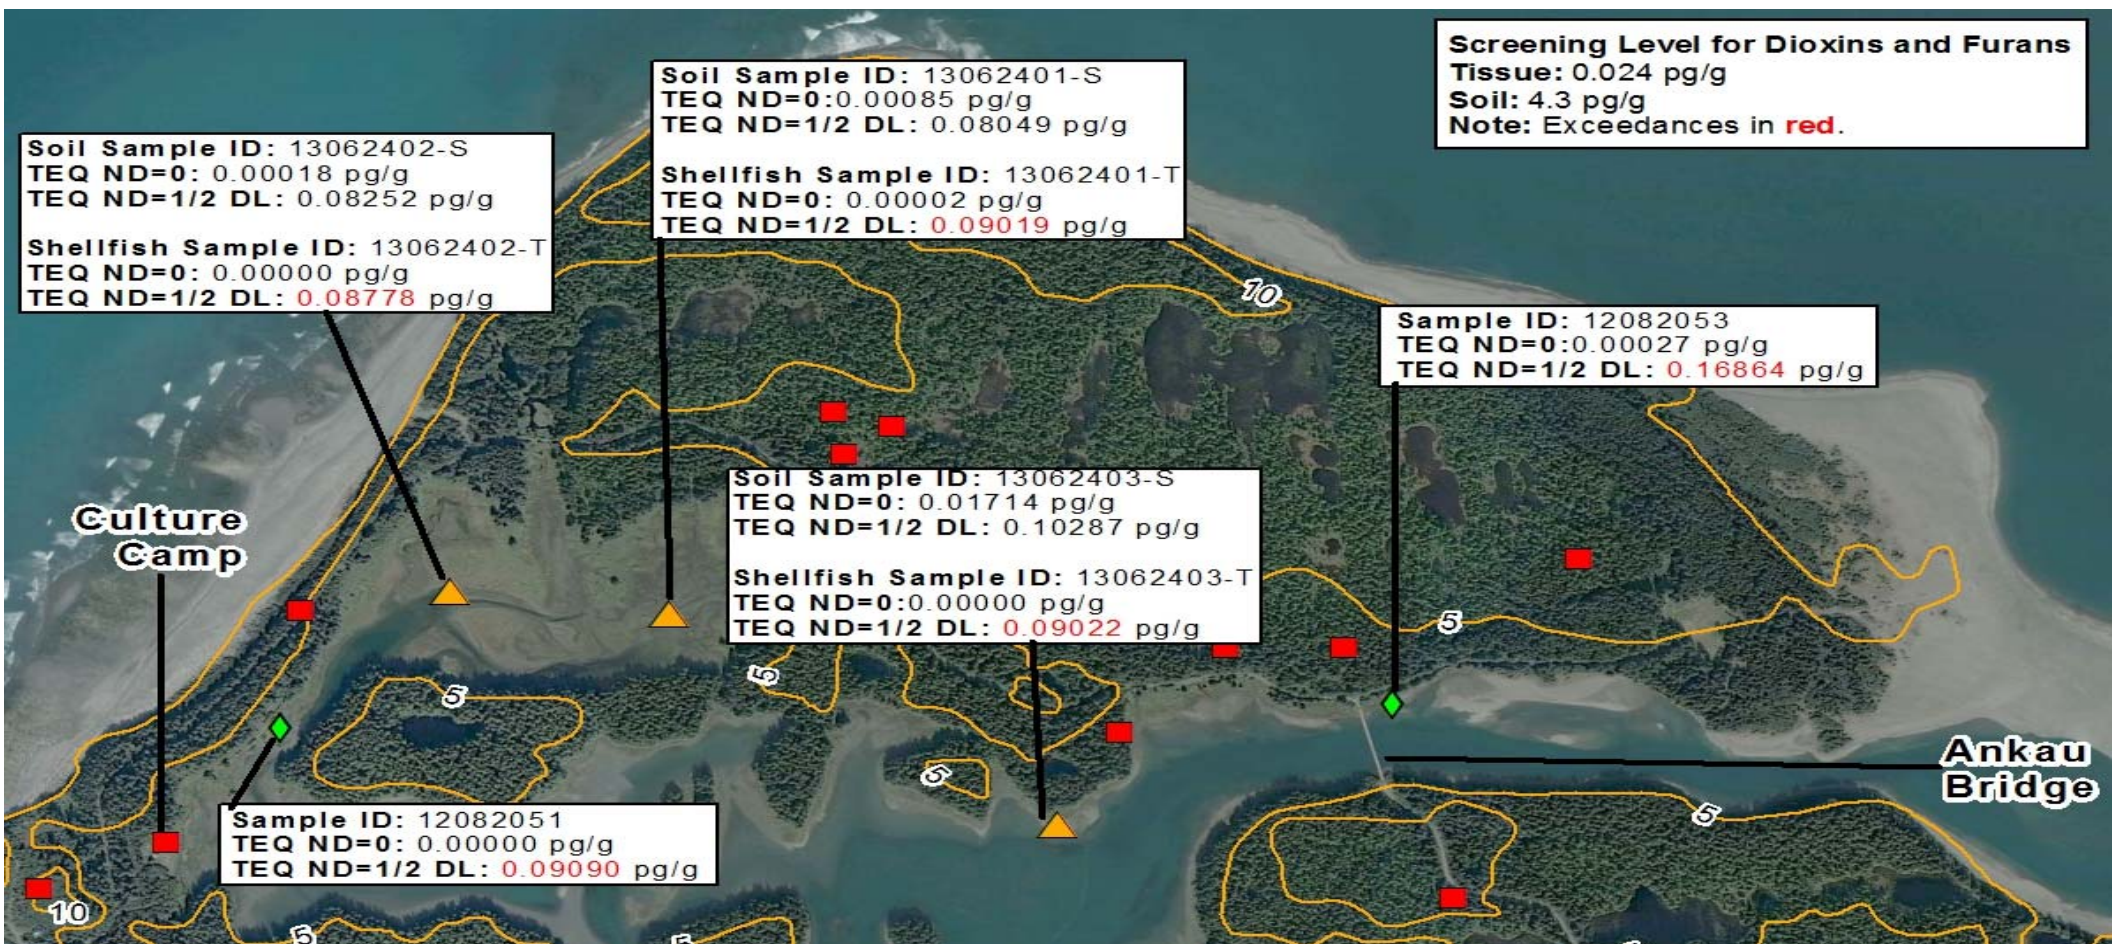 Screening Level for Dioxins and Furans
Tissue: 0.024 pg/g
Soil: 4.3 pg/g
Note: Exceedances in red.
Soil Sample ID: 13062401-S
TEQ ND=0:0.00085 pg/g
TEQ ND=1/2 DL: 0.08049 pg/g
Shellfish Sample ID: 13062401-T
TEQ ND=0: 0.00002 pg/g
TEQ ND=1/2 DL: 0.09019 pg/g
Soil Sample ID: 13062402-S
TEQ ND=0: 0.00018 pg/g
TEQ ND=1/2 DL: 0.08252 pg/g
Shellfish Sample ID: 13062402-T
TEQ ND=0: 0.00000 pg/g
TEQ ND=1/2 DL: 0.08778 pg/g
10
Sample ID: 12082053
TEQ ND=0:0.00027 pg/g
TEQ ND=1/2 DL: 0.16864 pg/g
Soil Sample ID: 13062403-S
TEQ ND=0: 0.01714 pg/g
TEQ ND=1/2 DL: 0.10287 pg/g
Shellfish Sample ID: 13062403-T
TEQ ND=0:0.00000 pg/g
TEQ ND=1/2 DL: 0.09022 pg/g
Culture
Camp
5
5
5
5
Ankau
Bridge
5
Sample ID: 12082051
TEQ ND=0: 0.00000 pg/g
TEQ ND=1/2 DL: 0.09090 pg/g
10
5
5